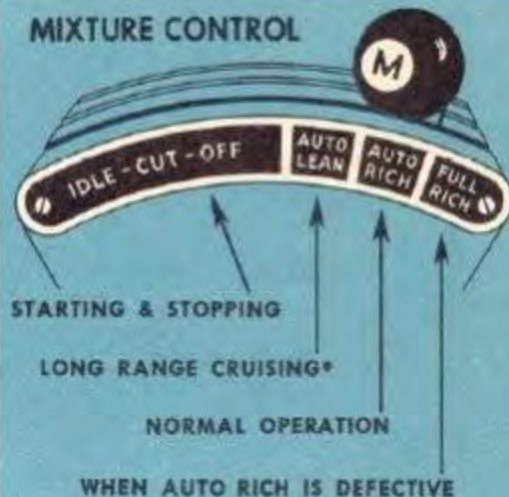 MIXTURE CONTROL
M
IDLE - CUT - OFF
AUTO LEAN
AUTO RICH
FULL RICH
STARTING & STOPPING
LONG RANGE CRUISING*
NORMAL OPERATION
WHEN AUTO RICH IS DEFECTIVE